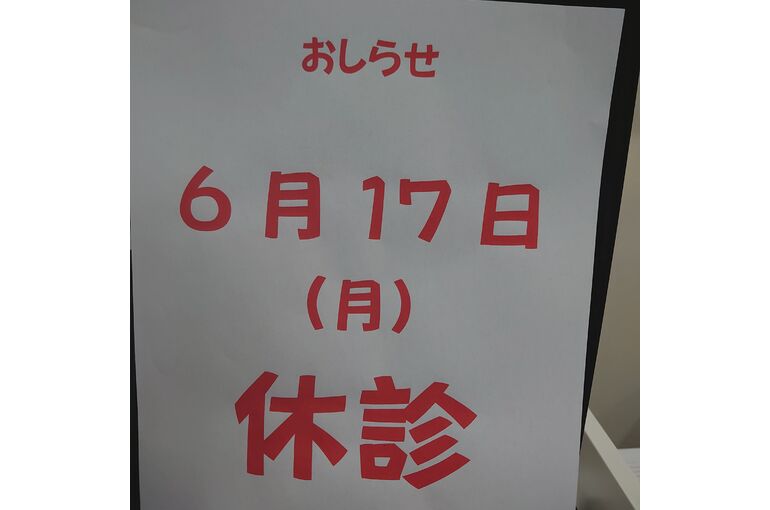 おしらせ
6月17日
(月)
休診